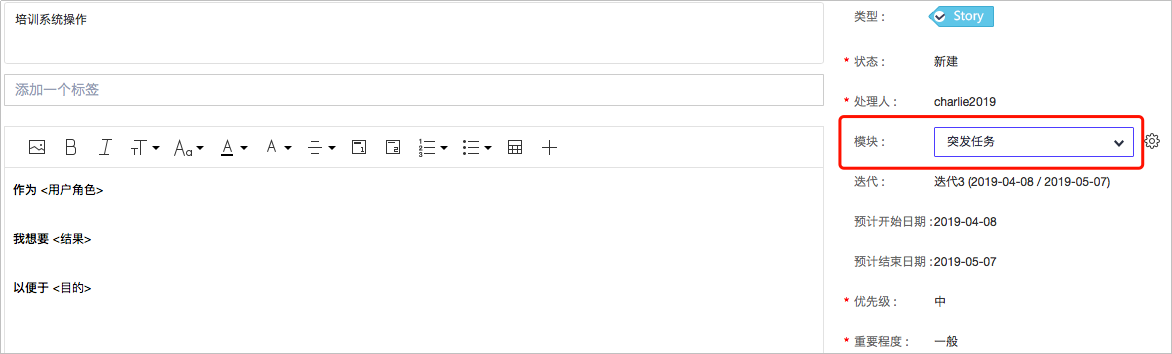 培训系统操作
添加一个标签
B I тT Aa A A
作为 <用户角色>
我想要 <结果>
以便于 <目的>
类型： Story
* 状态： 新建
* 处理人： charlie2019
模块： 突发任务
迭代： 迭代3 (2019-04-08 / 2019-05-07)
预计开始日期：2019-04-08
预计结束日期：2019-05-07
* 优先级： 中
* 重要程度： 一般